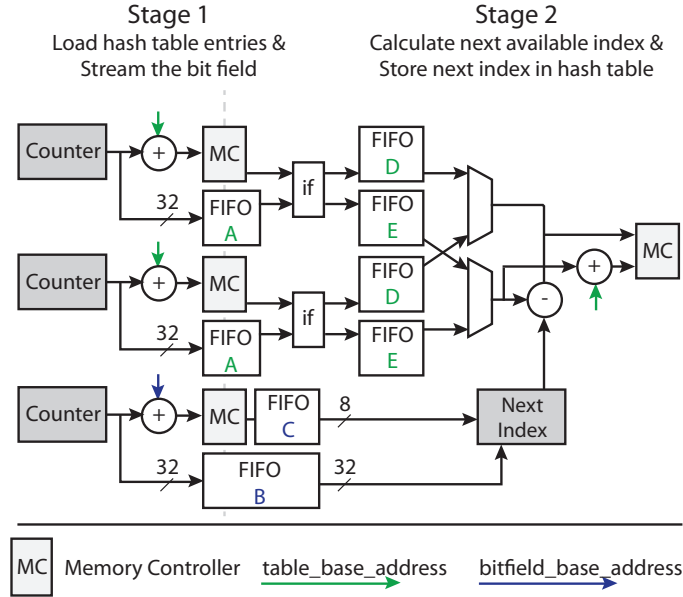 Stage 1
Load hash table entries &
Stream the bit field
Stage 2
Calculate next available index &
Store next index in hash table
Counter
+
MC
32
FIFO
A
if
FIFO
D
FIFO
E
Counter
+
MC
32
FIFO
A
if
FIFO
D
FIFO
E
+
MC
-
Counter
+
MC
FIFO
C
8
32
FIFO
B
32
Next
Index
MC
Memory Controller
table_base_address
bitfield_base_address